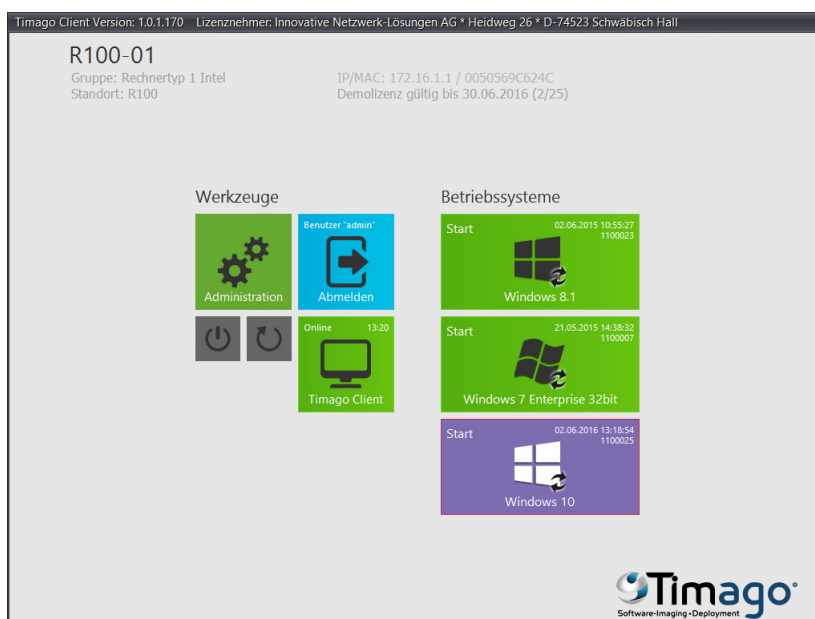 Timago Client Version: 1.0.1.170 Lizenznehmer: Innovative Netzwerk-Lösungen AG * Heidweg 26 * D-74523 Schwäbisch Hall
R100-01
Gruppe: Rechnertyp 1 Intel
Standort: R100
IP/MAC: 172.16.1.1 / 0050569C624C
Demolizenz gültig bis 30.06.2016 (2/25)
Werkzeuge
Administration
Benutzer "admin"
Abmelden
Online 13:20
Timago Client
Betriebssysteme
Start 02.06.2015 10:55:27
1100023
Windows 8.1
Start 21.05.2015 14:38:32
1100007
Windows 7 Enterprise 32bit
Start 02.06.2016 13:18:54
1100025
Windows 10
Timago
Software-Imaging+Deployment